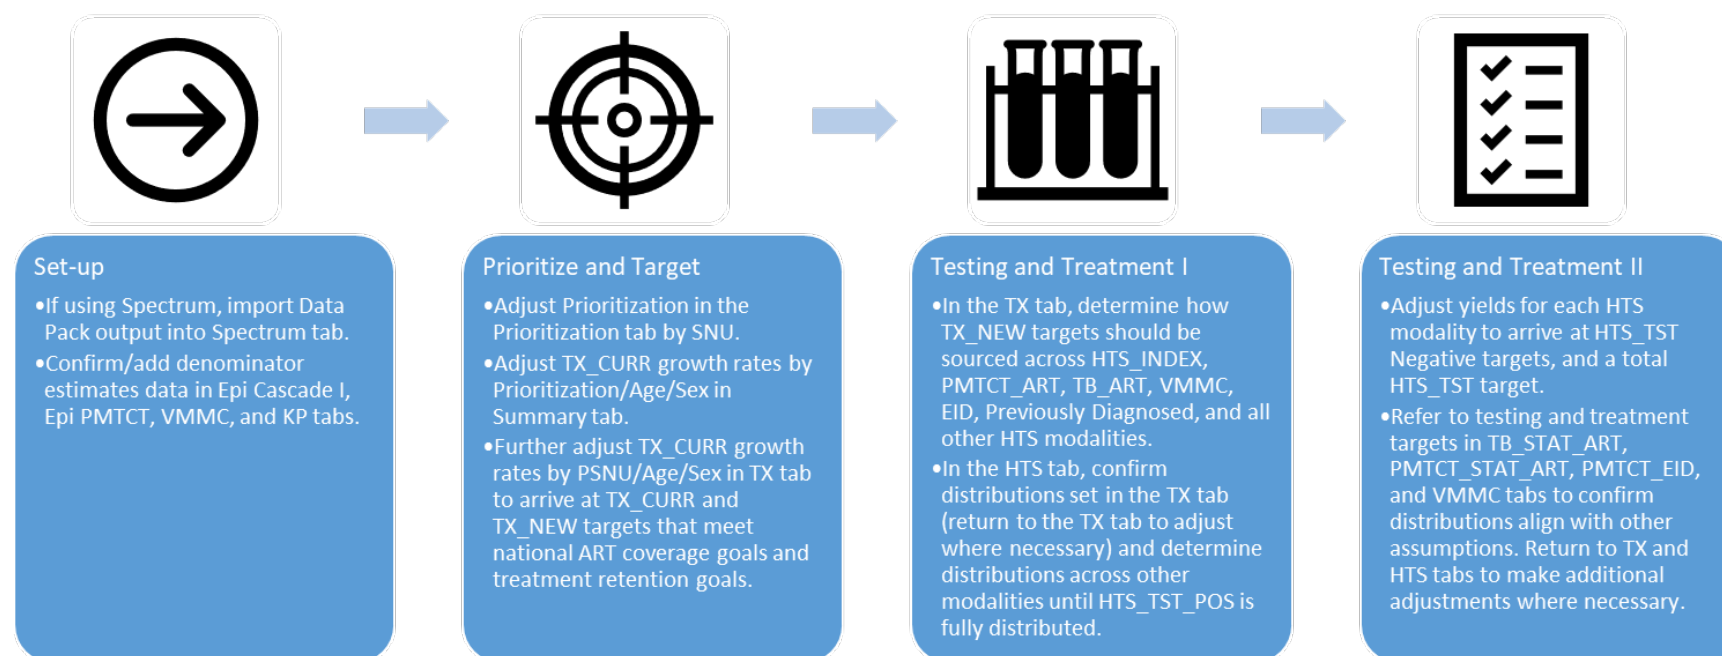 Set-up
•If using Spectrum, import Data
Pack output into Spectrum tab.
•Confirm/add denominator
estimates data in Epi Cascade I,
Epi PMTCT, VMMC, and KP tabs.
Prioritize and Target
•Adjust Prioritization in the
Prioritization tab by SNU.
•Adjust TX_CURR growth rates by
Prioritization/Age/Sex in
Summary tab.
•Further adjust TX_CURR growth
rates by PSNU/Age/Sex in TX tab
to arrive at TX_CURR and
TX_NEW targets that meet
national ART coverage goals and
treatment retention goals.
Testing and Treatment I
•In the TX tab, determine how
TX_NEW targets should be
sourced across HTS_INDEX,
PMTCT_ART, TB_ART, VMMC,
EID, Previously Diagnosed, and all
other HTS modalities.
•In the HTS tab, confirm
distributions set in the TX tab
(return to the TX tab to adjust
where necessary) and determine
distributions across other
modalities until HTS_TST_POS is
fully distributed.
Testing and Treatment II
•Adjust yields for each HTS
modality to arrive at HTS_TST
Negative targets, and a total
HTS_TST target.
•Refer to testing and treatment
targets in TB_STAT_ART,
PMTCT_STAT_ART, PMTCT_EID,
and VMMC tabs to confirm
distributions align with other
assumptions. Return to TX and
HTS tabs to make additional
adjustments where necessary.